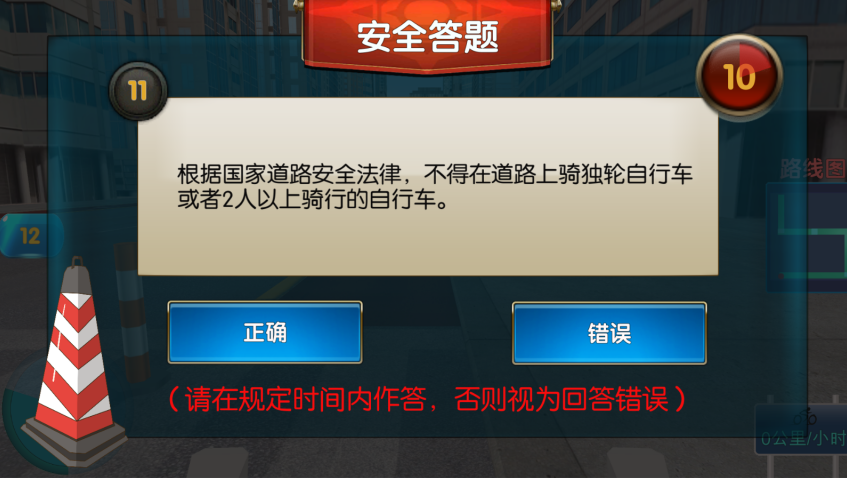 安全答题
11
10
根据国家道路安全法律，不得在道路上骑独轮自行车
或者2人以上骑行的自行车。
路线图
12
正确
错误
（请在规定时间内作答，否则视为回答错误）
0公里/小时